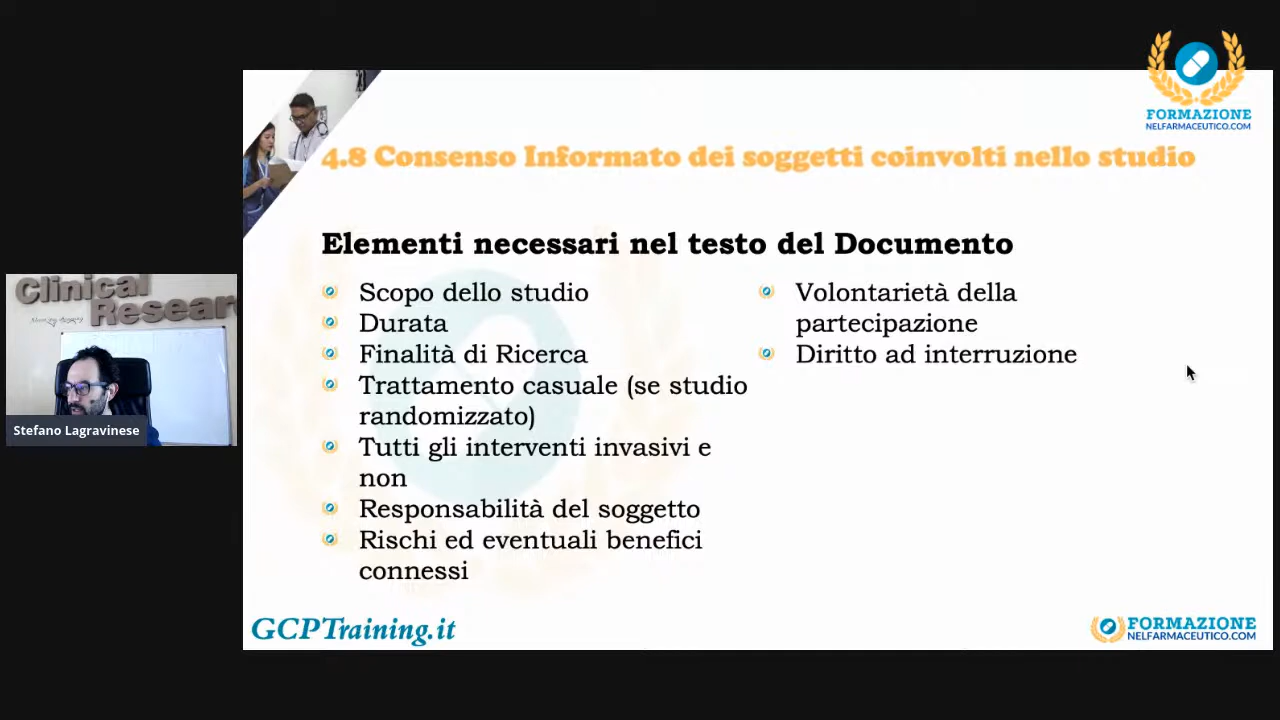 FORMAZIONE
NELFARMACEUTICO.COM
4.8 Consenso Informato dei soggetti coinvolti nello studio
Elementi necessari nel testo del Documento
Scopo dello studio
Durata
Finalità di Ricerca
Trattamento casuale (se studio
randomizzato)
Tutti gli interventi invasivi e
non
Responsabilità del soggetto
Rischi ed eventuali benefici
connessi
Volontarietà della
partecipazione
Diritto ad interruzione
Clinical
Research
Stefano Lagravinese
GCPTraining.it
FORMAZIONE
NELFARMACEUTICO.COM